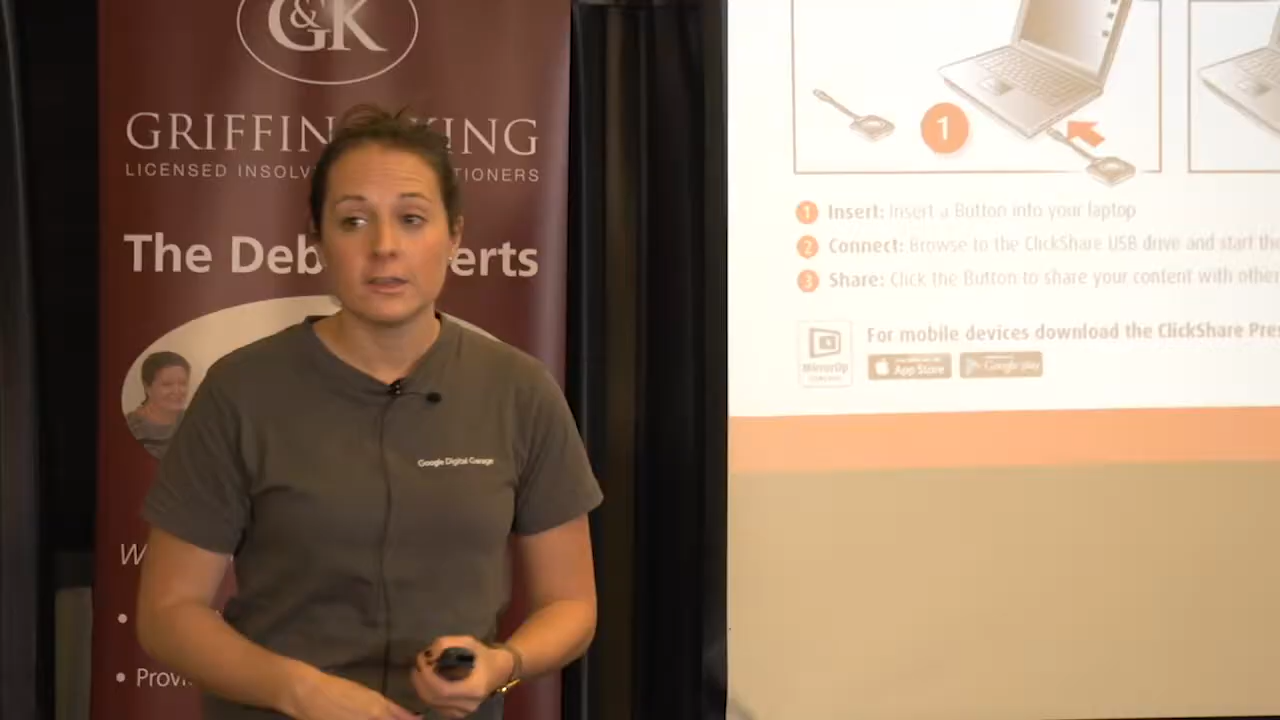 G&K
GRIFFIN KING
LICENSED INSOLV TIONERS
The Deb erts
W
• Provi
Google Digital Garage
1
1 Insert: Insert a Button into your laptop
2 Connect: Browse to the ClickShare USB drive and start the
3 Share: Click the Button to share your content with other
For mobile devices download the ClickShare Pres
MirrorOp
App Store
Google play